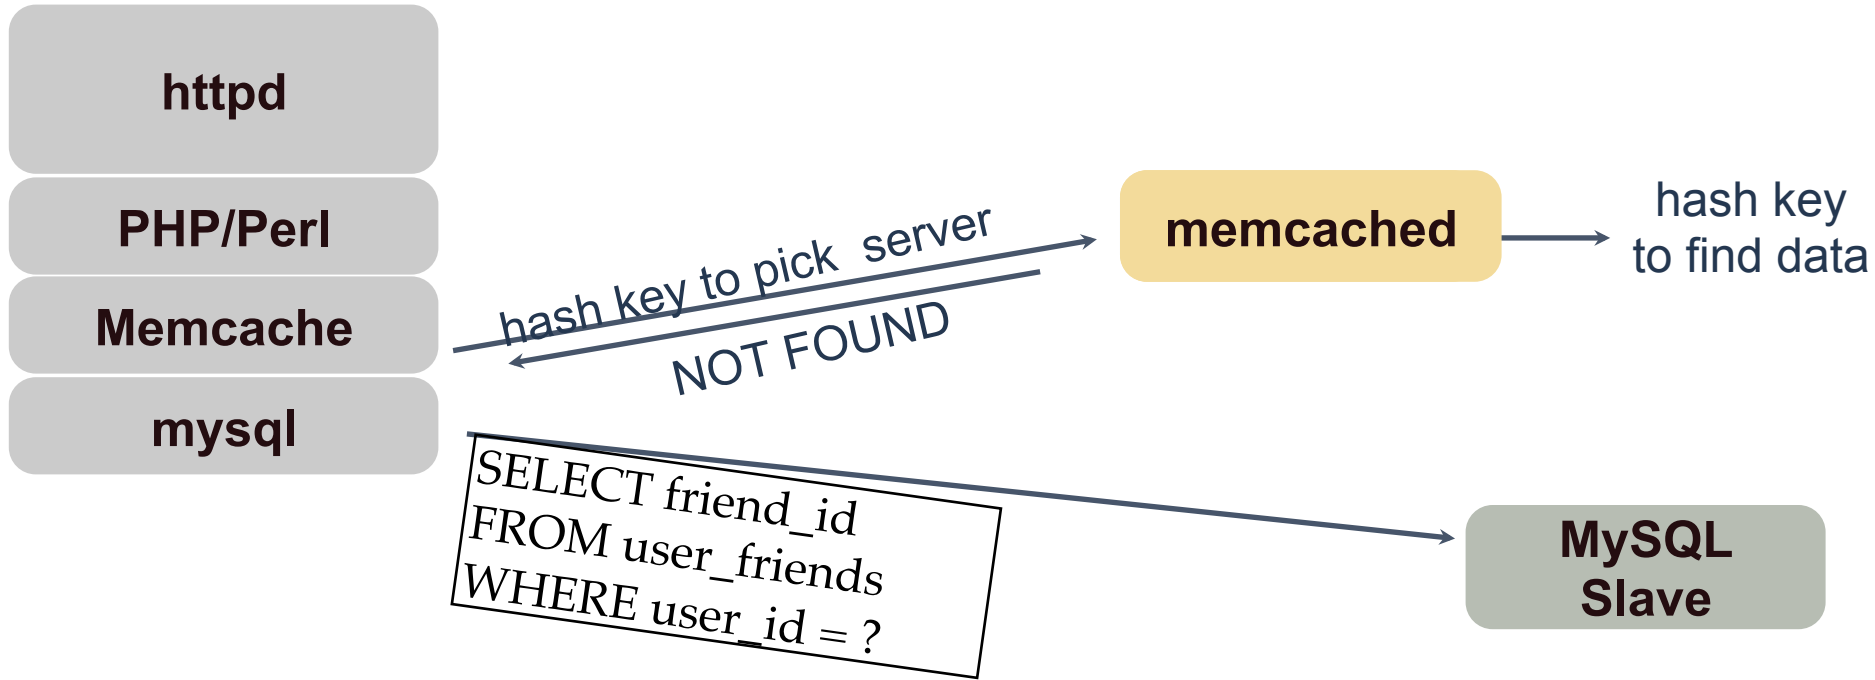 httpd
PHP/Perl
Memcache
mysql
hash key to pick  server
NOT FOUND
memcached
hash key
to find data
SELECT friend_id
FROM user_friends
WHERE user_id = ?
MySQL
Slave